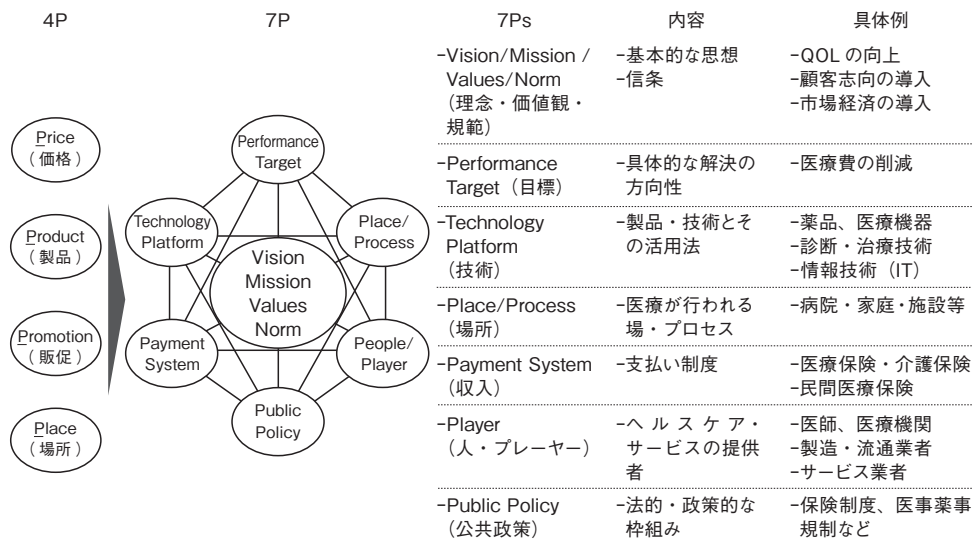 4P
7P
7Ps
内容
具体例
Price
（価格）
Product
（製品）
Promotion
（販促）
Place
（場所）
Performance
Target
Technology
Platform
Place/
Process
Vision
Mission
Values
Norm
Payment
System
People/
Player
Public
Policy
-Vision/Mission /
Values/Norm
（理念・価値観・
規範）
-基本的な思想
-信条
-QOL の向上
-顧客志向の導入
-市場経済の導入
-Performance
Target（目標）
-具体的な解決の
方向性
-医療費の削減
-Technology
Platform
（技術）
-製品・技術とそ
の活用法
-薬品、医療機器
-診断・治療技術
-情報技術（IT）
-Place/Process
（場所）
-医療が行われる
場・プロセス
-病院・家庭・施設等
-Payment System
（収入）
-支払い制度
-医療保険・介護保険
-民間医療保険
-Player
（人・プレーヤー）
-ヘルスケア・
サービスの提供
者
-医師、医療機関
-製造・流通業者
-サービス業者
-Public Policy
（公共政策）
-法的・政策的な
枠組み
-保険制度、医事薬事
規制など